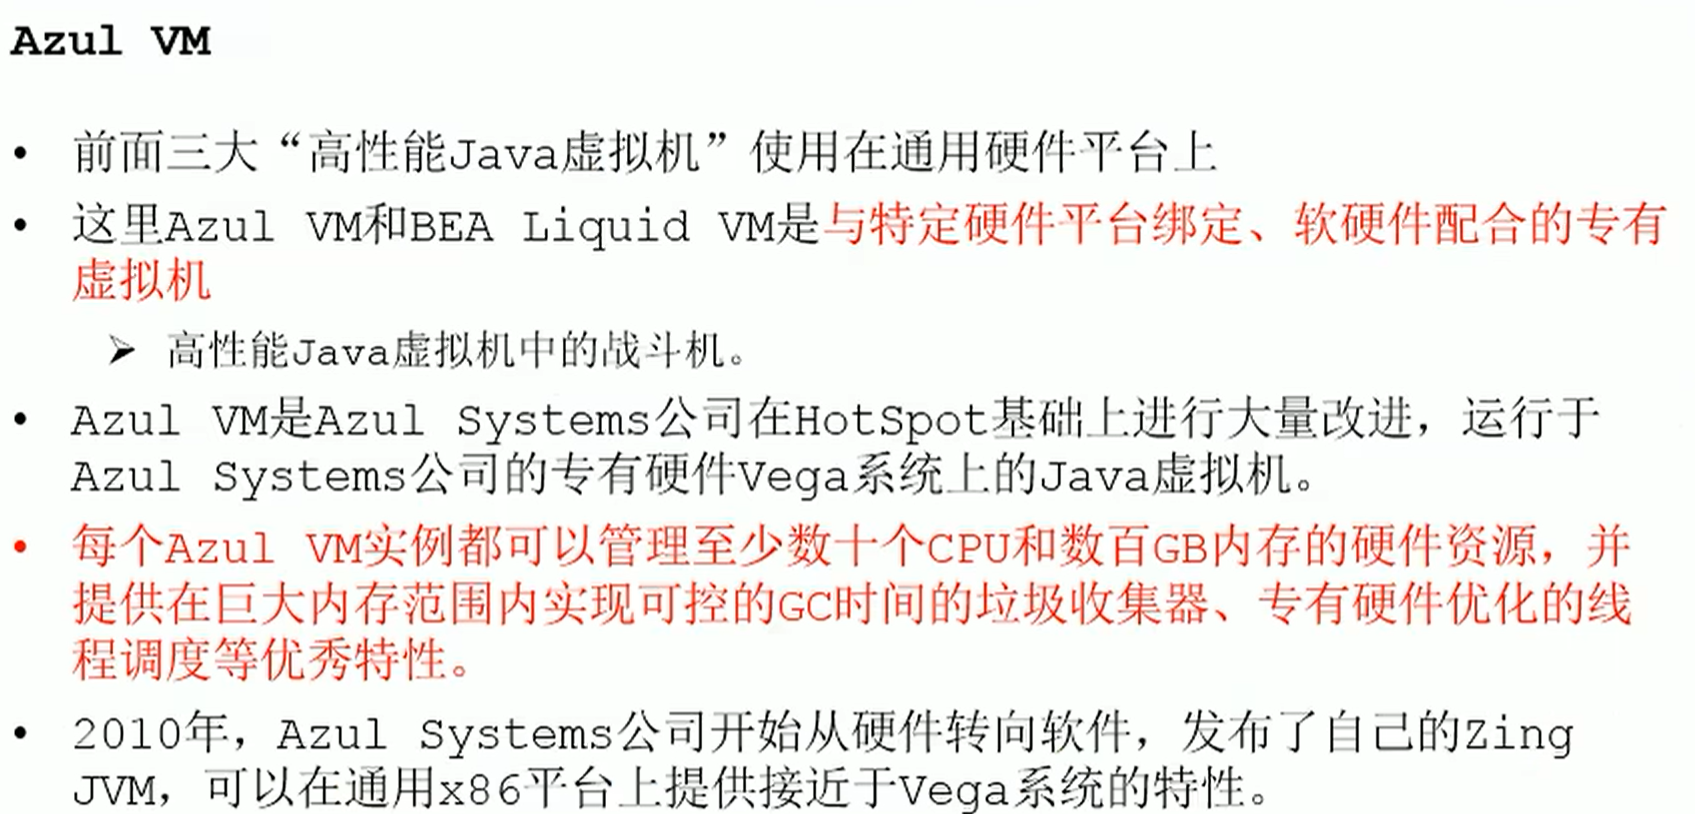 Azul VM
• 前面三大“高性能Java虚拟机”使用在通用硬件平台上
• 这里Azul VM和BEA Liquid VM是与特定硬件平台绑定、软硬件配合的专有
虚拟机
➢ 高性能Java虚拟机中的战斗机。
• Azul VM是Azul Systems公司在HotSpot基础上进行大量改进，运行于
Azul Systems公司的专有硬件Vega系统上的Java虚拟机。
• 每个Azul VM实例都可以管理至少数十个CPU和数百GB内存的硬件资源，并
提供在巨大内存范围内实现可控的GC时间的垃圾收集器、专有硬件优化的线
程调度等优秀特性。
• 2010年，Azul Systems公司开始从硬件转向软件，发布了自己的Zing
JVM，可以在通用x86平台上提供接近于Vega系统的特性。